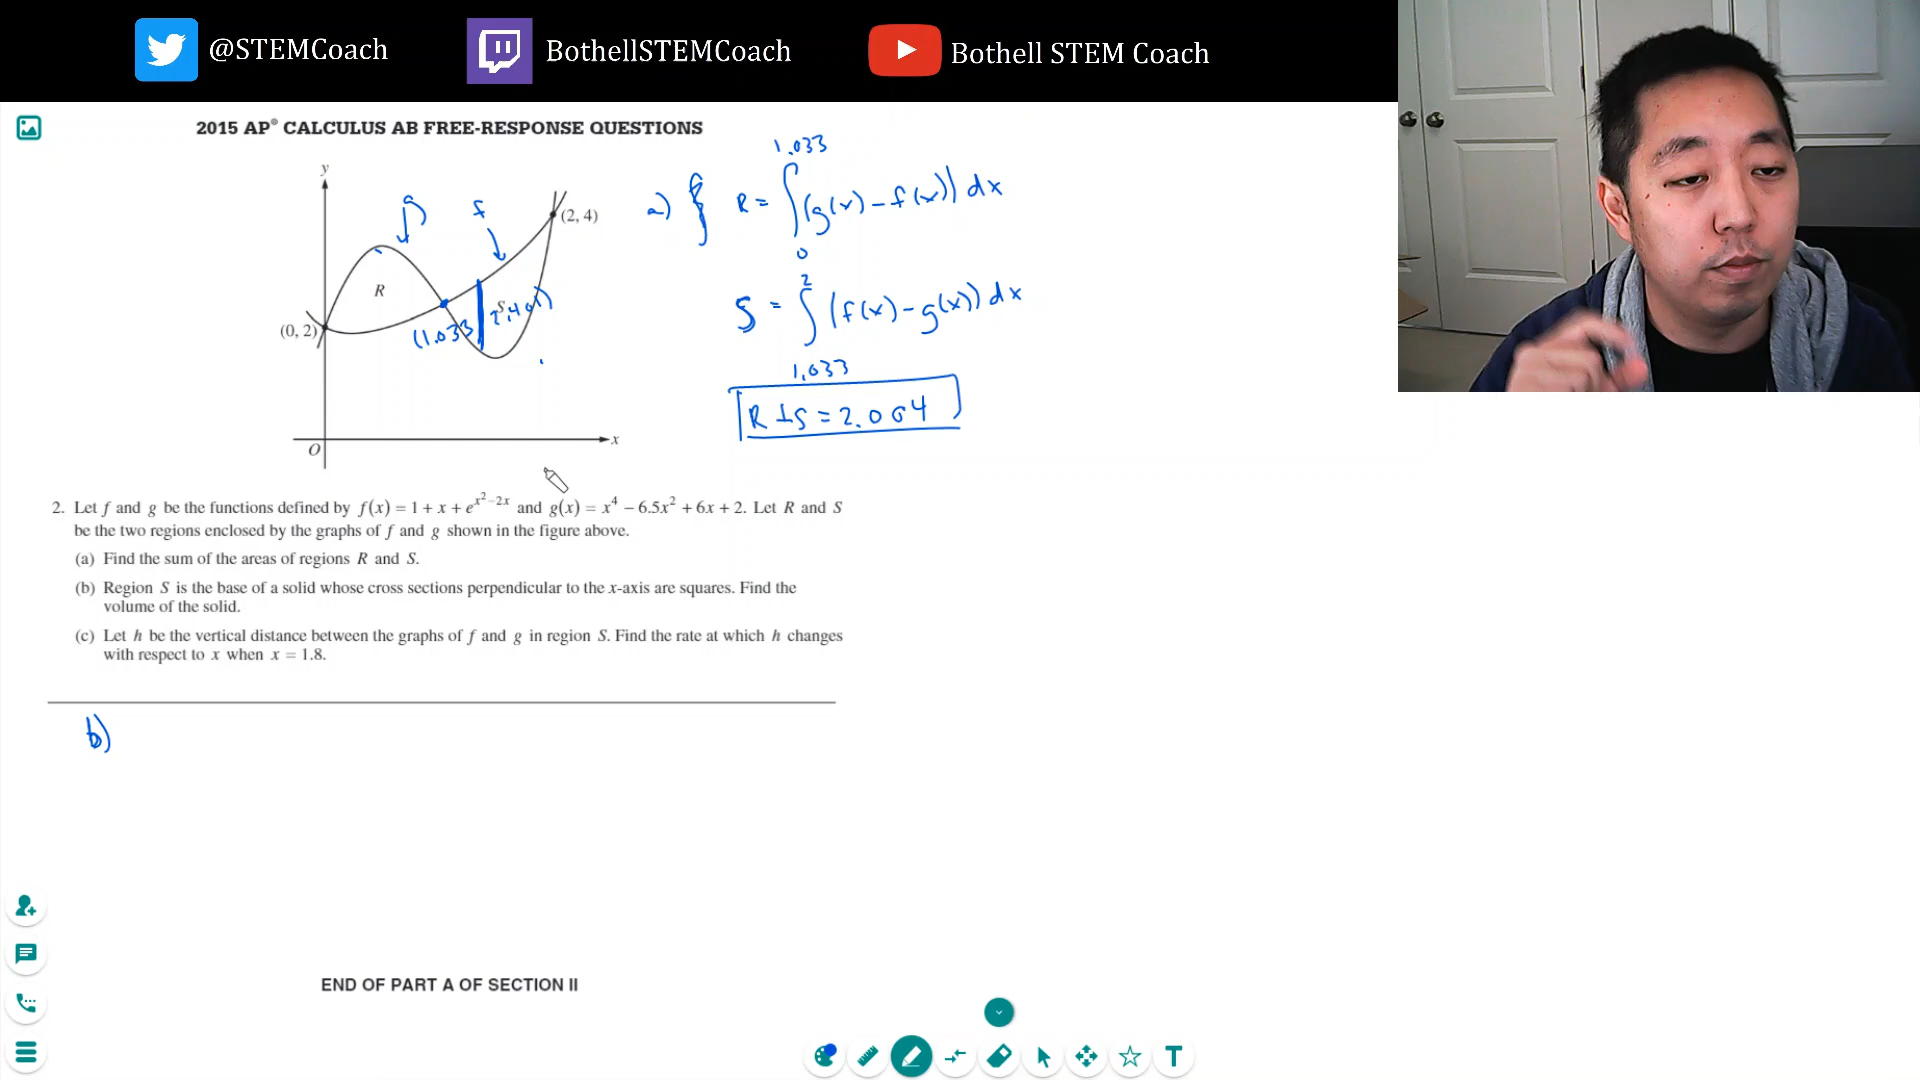 @STEMCoach BothellSTEMCoach Bothell STEM Coach
2015 AP® CALCULUS AB FREE-RESPONSE QUESTIONS
y
g f
(2, 4)
R
S
(0, 2)
(1.033, 2.401)
O
x
a) R = ∫ 0 1.033 (g(x) - f(x)) dx
S = ∫ 1.033 2 (f(x) - g(x)) dx
R + S = 2.004
2. Let f and g be the functions defined by f(x) = 1 + x + e^(x² − 2x) and g(x) = x⁴ − 6.5x² + 6x + 2. Let R and S
be the two regions enclosed by the graphs of f and g shown in the figure above.
(a) Find the sum of the areas of regions R and S.
(b) Region S is the base of a solid whose cross sections perpendicular to the x-axis are squares. Find the
volume of the solid.
(c) Let h be the vertical distance between the graphs of f and g in region S. Find the rate at which h changes
with respect to x when x = 1.8.
b)
END OF PART A OF SECTION II
T